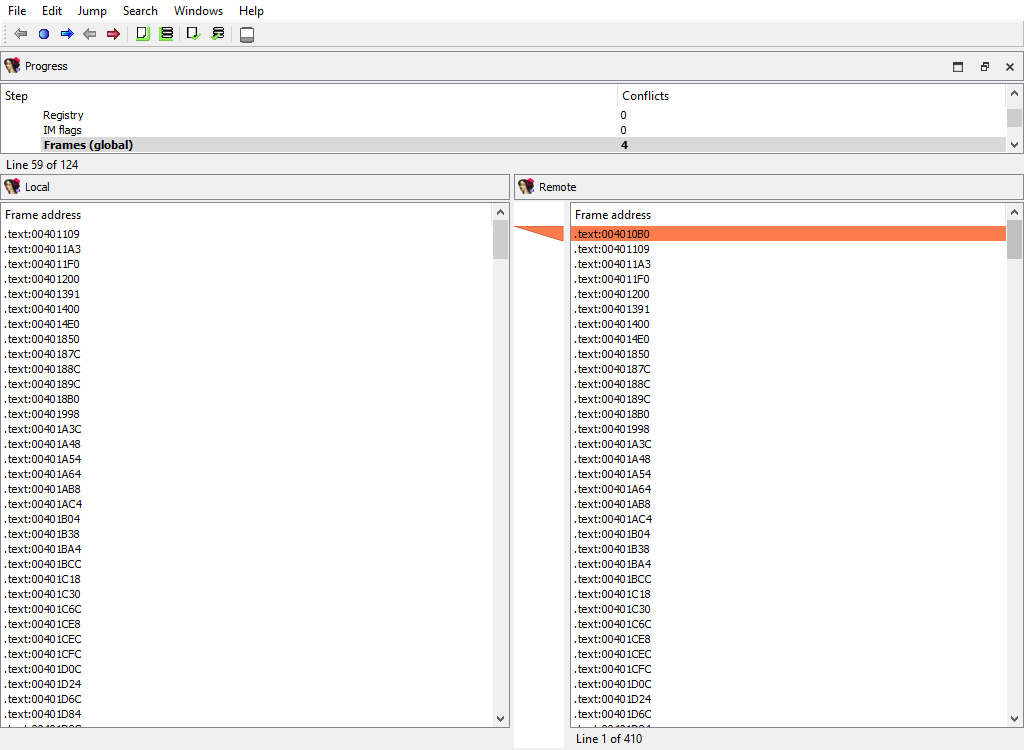 File Edit Jump Search Windows Help
Progress
Step Conflicts
Registry 0
IM flags 0
Frames (global) 4
Line 59 of 124
Local
Frame address
.text:00401109
.text:004011A3
.text:004011F0
.text:00401200
.text:00401391
.text:00401400
.text:004014E0
.text:00401850
.text:0040187C
.text:0040188C
.text:0040189C
.text:004018B0
.text:00401998
.text:00401A3C
.text:00401A48
.text:00401A54
.text:00401A64
.text:00401AB8
.text:00401AC4
.text:00401B04
.text:00401B38
.text:00401BA4
.text:00401BCC
.text:00401C18
.text:00401C30
.text:00401C6C
.text:00401CE8
.text:00401CEC
.text:00401CFC
.text:00401D0C
.text:00401D24
.text:00401D6C
.text:00401D84
Remote
Frame address
.text:004010B0
.text:00401109
.text:004011A3
.text:004011F0
.text:00401200
.text:00401391
.text:00401400
.text:004014E0
.text:00401850
.text:0040187C
.text:0040188C
.text:0040189C
.text:004018B0
.text:00401998
.text:00401A3C
.text:00401A48
.text:00401A54
.text:00401A64
.text:00401AB8
.text:00401AC4
.text:00401B04
.text:00401B38
.text:00401BA4
.text:00401BCC
.text:00401C18
.text:00401C30
.text:00401C6C
.text:00401CE8
.text:00401CEC
.text:00401CFC
.text:00401D0C
.text:00401D24
.text:00401D6C
Line 1 of 410